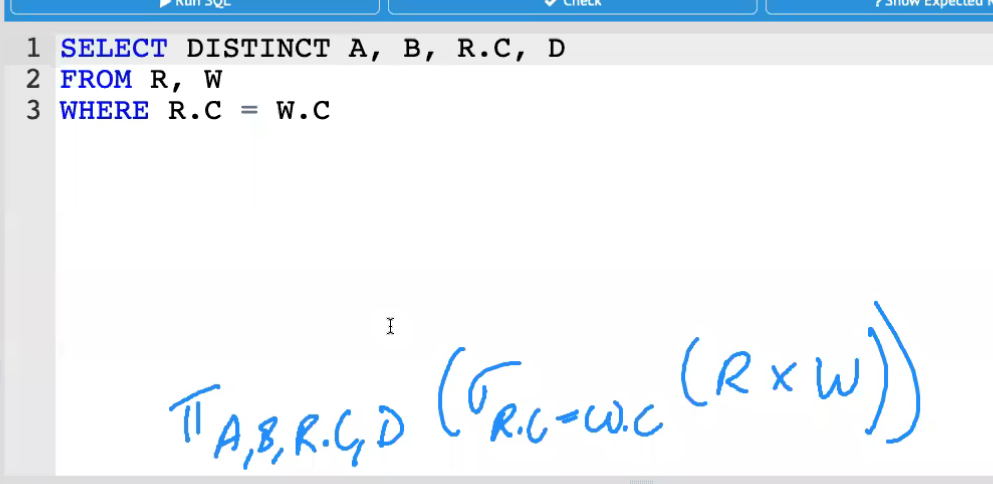 Run SQL Check ? Show Expected
1 SELECT DISTINCT A, B, R.C, D
2 FROM R, W
3 WHERE R.C = W.C
π A,B,R.C,D (σ R.C=W.C (R × W))